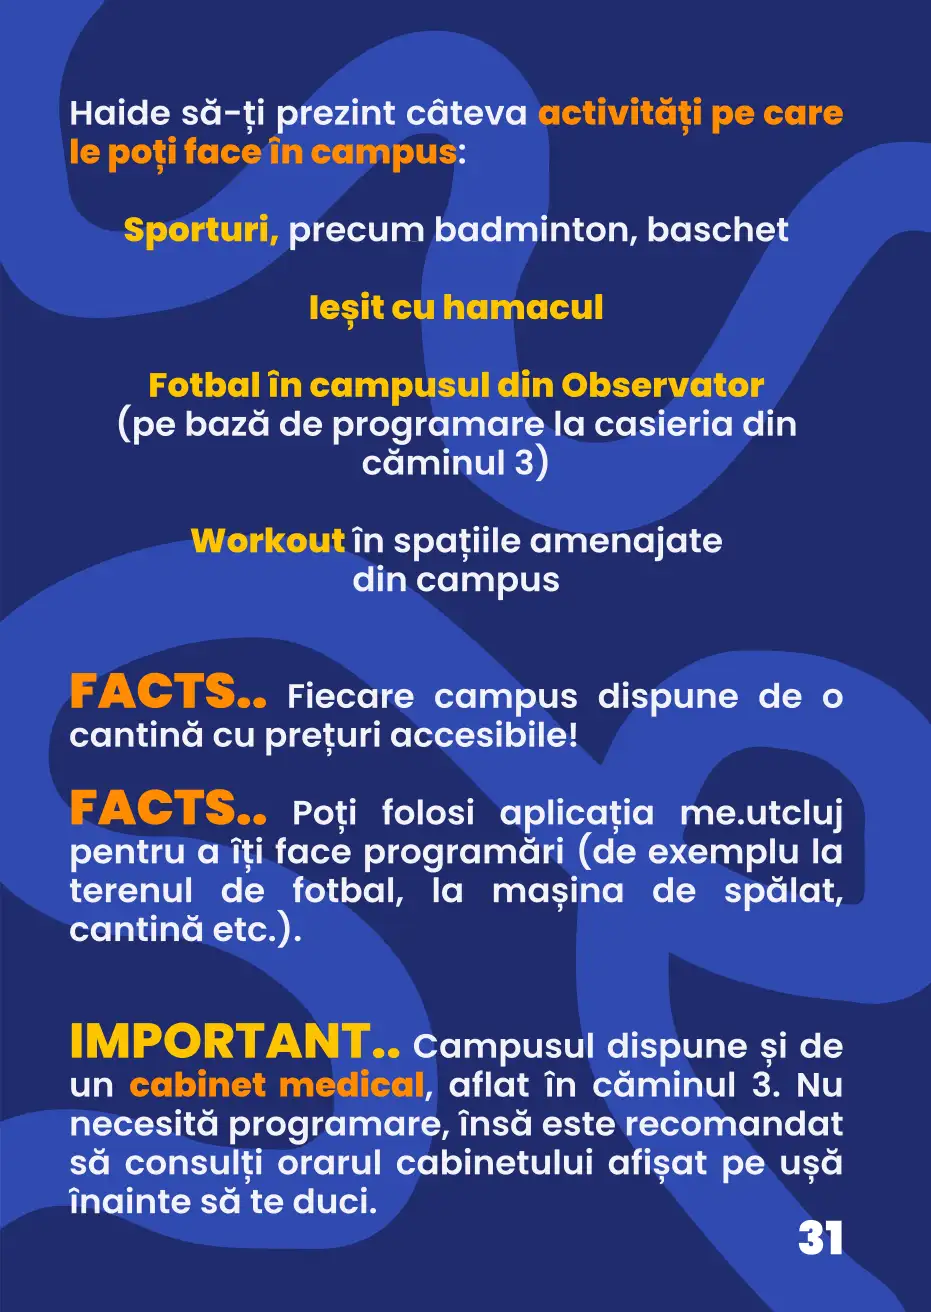 Haide să-ți prezint câteva activități pe care
le poți face în campus:
Sporturi, precum badminton, baschet
Ieșit cu hamacul
Fotbal în campusul din Observator
(pe bază de programare la casieria din
căminul 3)
Workout în spațiile amenajate
din campus
FACTS.. Fiecare campus dispune de o
cantină cu prețuri accesibile!
FACTS.. Poți folosi aplicația me.utcluj
pentru a îți face programări (de exemplu la
terenul de fotbal, la mașina de spălat,
cantină etc.).
IMPORTANT.. Campusul dispune și de
un cabinet medical, aflat în căminul 3. Nu
necesită programare, însă este recomandat
să consulți orarul cabinetului afișat pe ușă
înainte să te duci.
31